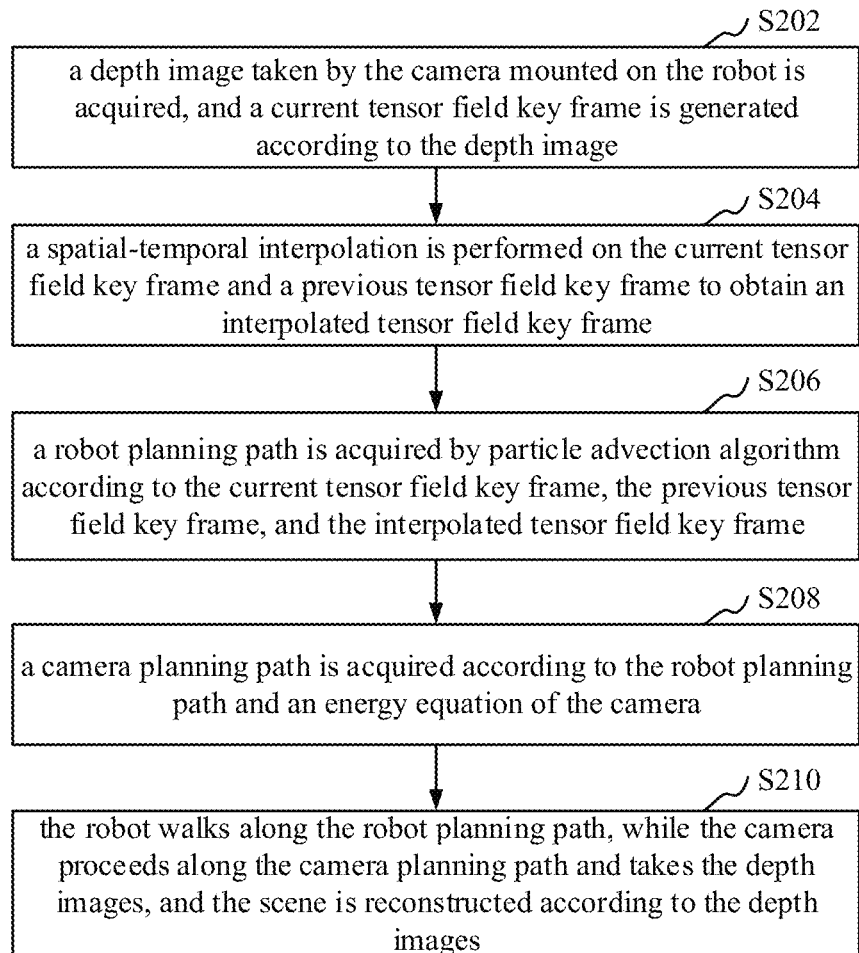 S202
a depth image taken by the camera mounted on the robot is
acquired, and a current tensor field key frame is generated
according to the depth image
S204
a spatial-temporal interpolation is performed on the current tensor
field key frame and a previous tensor field key frame to obtain an
interpolated tensor field key frame
S206
a robot planning path is acquired by particle advection algorithm
according to the current tensor field key frame, the previous tensor
field key frame, and the interpolated tensor field key frame
S208
a camera planning path is acquired according to the robot planning
path and an energy equation of the camera
S210
the robot walks along the robot planning path, while the camera
proceeds along the camera planning path and takes the depth
images, and the scene is reconstructed according to the depth
images